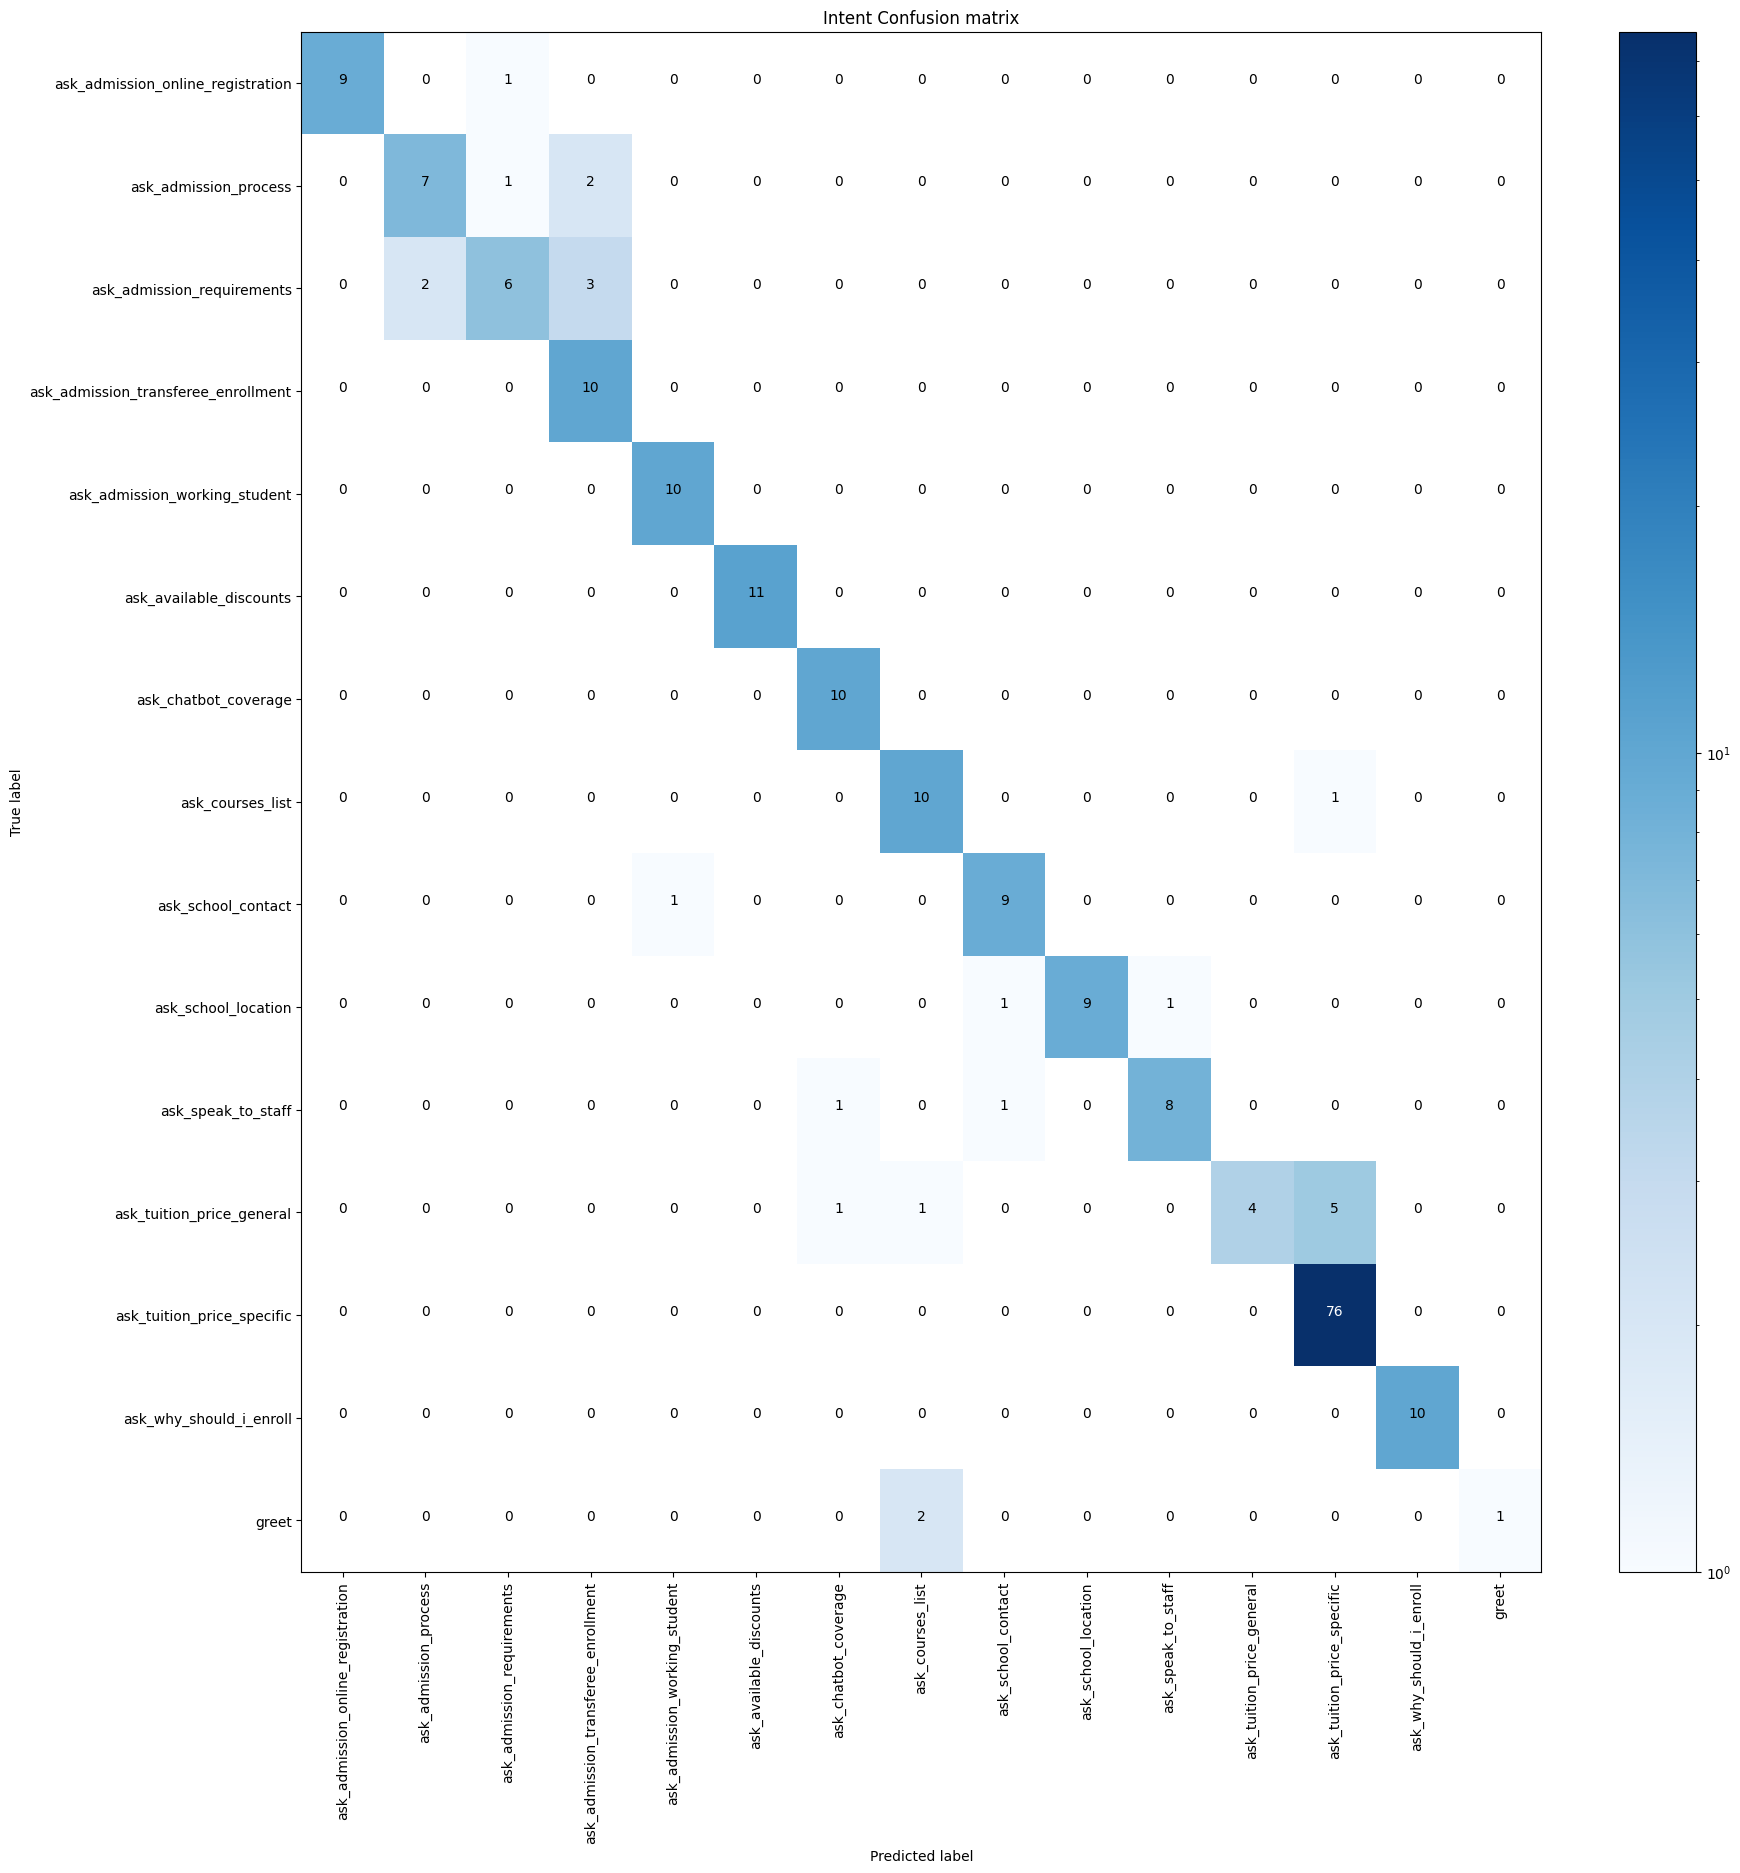 Intent Confusion matrix
True label
ask_admission_online_registration 9 0 1 0 0 0 0 0 0 0 0 0 0 0 0
ask_admission_process 0 7 1 2 0 0 0 0 0 0 0 0 0 0 0
ask_admission_requirements 0 2 6 3 0 0 0 0 0 0 0 0 0 0 0
ask_admission_transferee_enrollment 0 0 0 10 0 0 0 0 0 0 0 0 0 0 0
ask_admission_working_student 0 0 0 0 10 0 0 0 0 0 0 0 0 0 0
ask_available_discounts 0 0 0 0 0 11 0 0 0 0 0 0 0 0 0
ask_chatbot_coverage 0 0 0 0 0 0 10 0 0 0 0 0 0 0 0
ask_courses_list 0 0 0 0 0 0 0 10 0 0 0 0 1 0 0
ask_school_contact 0 0 0 0 1 0 0 0 9 0 0 0 0 0 0
ask_school_location 0 0 0 0 0 0 0 0 1 9 1 0 0 0 0
ask_speak_to_staff 0 0 0 0 0 0 1 0 1 0 8 0 0 0 0
ask_tuition_price_general 0 0 0 0 0 0 1 1 0 0 0 4 5 0 0
ask_tuition_price_specific 0 0 0 0 0 0 0 0 0 0 0 0 76 0 0
ask_why_should_i_enroll 0 0 0 0 0 0 0 0 0 0 0 0 0 10 0
greet 0 0 0 0 0 0 0 2 0 0 0 0 0 0 1
ask_admission_online_registration
ask_admission_process
ask_admission_requirements
ask_admission_transferee_enrollment
ask_admission_working_student
ask_available_discounts
ask_chatbot_coverage
ask_courses_list
ask_school_contact
ask_school_location
ask_speak_to_staff
ask_tuition_price_general
ask_tuition_price_specific
ask_why_should_i_enroll
greet
Predicted label
10¹
10⁰